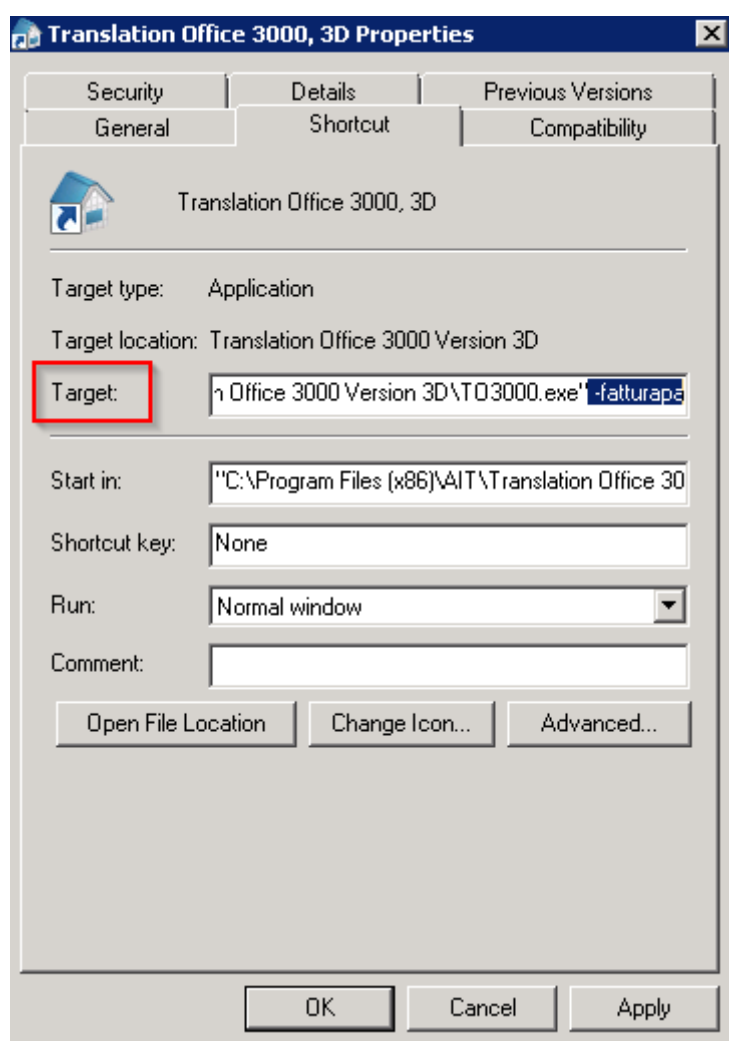 Translation Office 3000, 3D Properties
Security Details Previous Versions
General Shortcut Compatibility
Translation Office 3000, 3D
Target type: Application
Target location: Translation Office 3000 Version 3D
Target: n Office 3000 Version 3D\TO3000.exe" -fatturapa
Start in: "C:\Program Files (x86)\AIT\Translation Office 30
Shortcut key: None
Run: Normal window
Comment:
Open File Location Change Icon... Advanced...
OK Cancel Apply